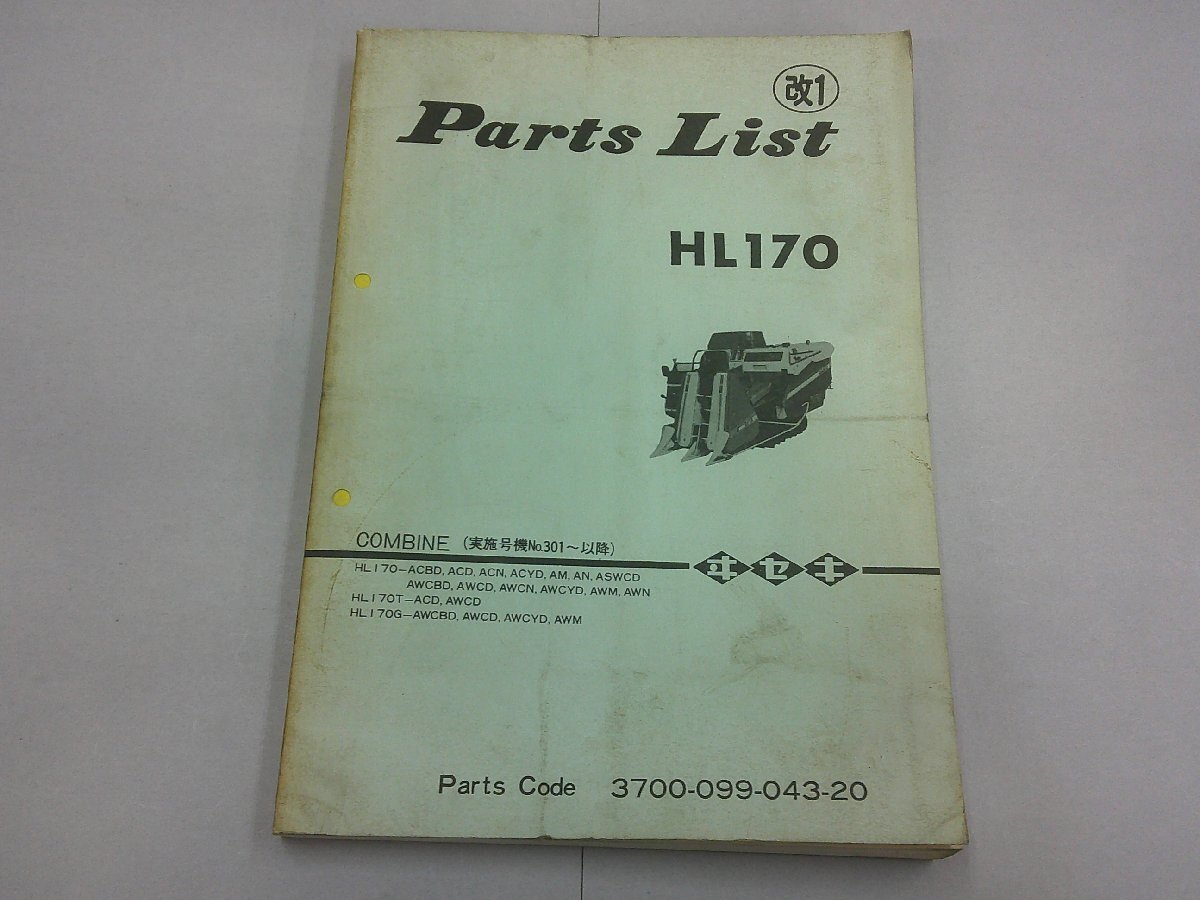 改1
Parts List
HL170
COMBINE (実施号機No.301~以降)
ヰセキ
HL170-ACBD, ACD, ACN, ACYD, AM, AN, ASWCD
AWCBD, AWCD, AWCN, AWCYD, AWM, AWN
HL170T-ACD, AWCD
HL170G-AWCBD, AWCD, AWCYD, AWM
Parts Code 3700-099-043-20